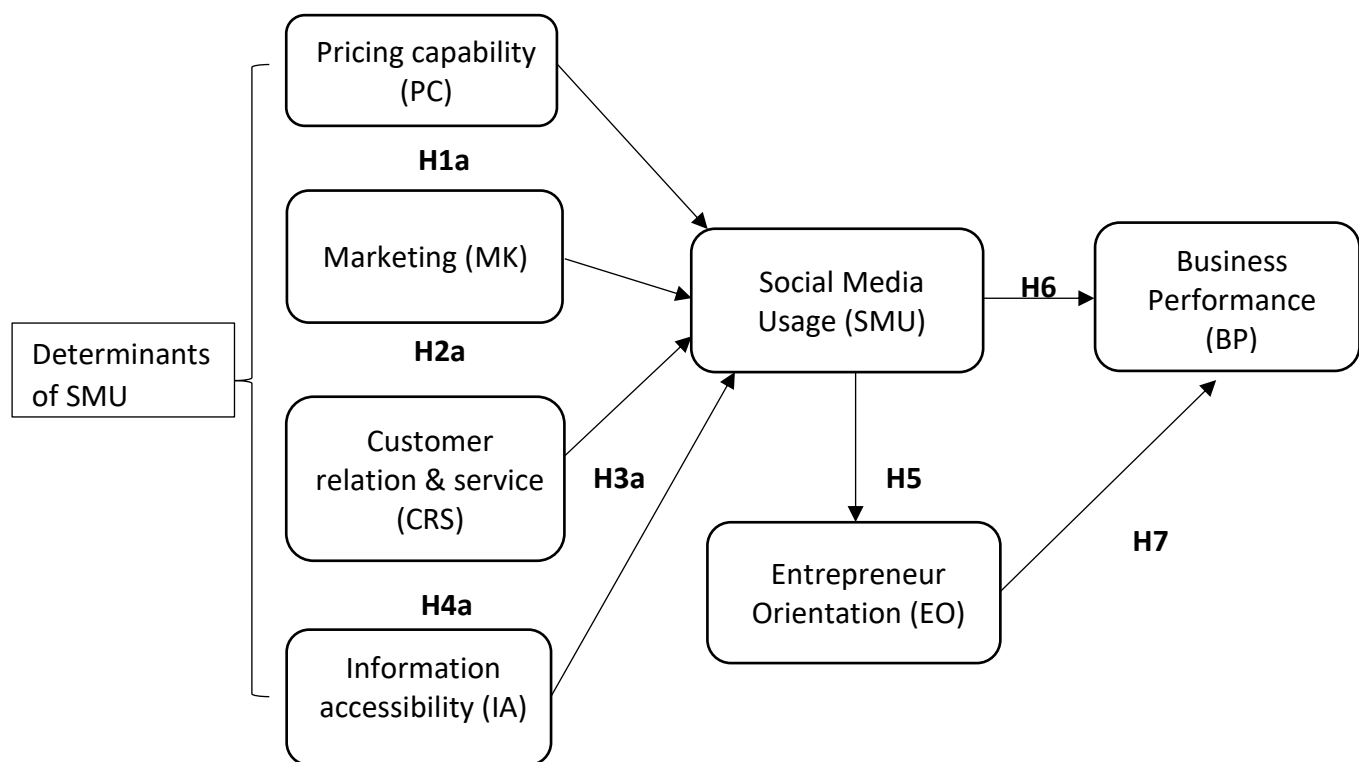 Pricing capability
(PC)
H1a
Marketing (MK)
H2a
Determinants
of SMU
Customer
relation & service
(CRS)
H3a
H4a
Information
accessibility (IA)
Social Media
Usage (SMU)
H6
Business
Performance
(BP)
H5
H7
Entrepreneur
Orientation (EO)